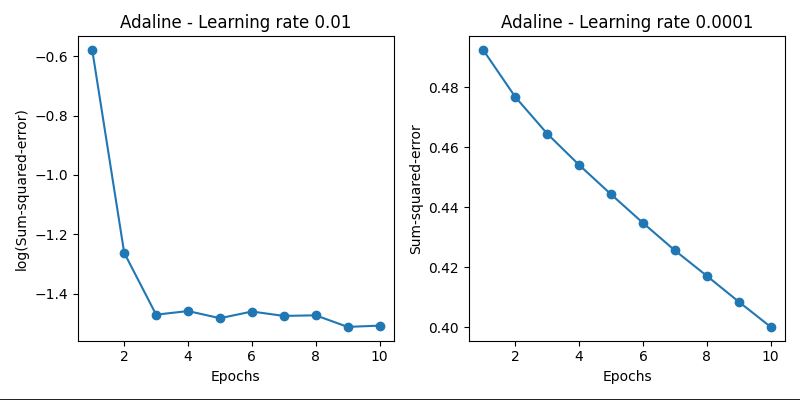 Adaline - Learning rate 0.01
log(Sum-squared-error)
−0.6
−0.8
−1.0
−1.2
−1.4
2 4 6 8 10
Epochs
Adaline - Learning rate 0.0001
Sum-squared-error
0.48
0.46
0.44
0.42
0.40
2 4 6 8 10
Epochs